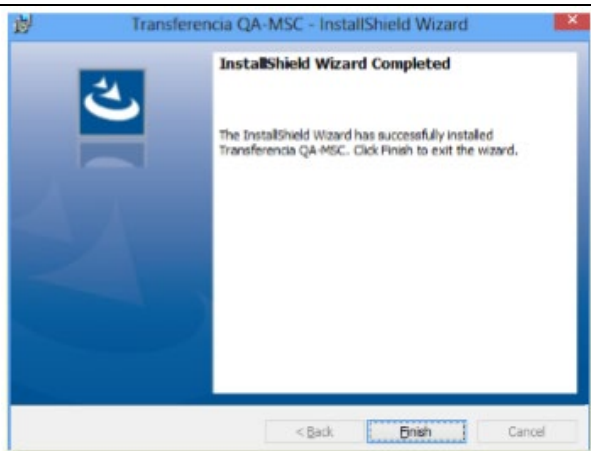 Transferencia QA-MSC - InstallShield Wizard
InstallShield Wizard Completed
The InstallShield Wizard has successfully installed
Transferencia QA-MSC. Click Finish to exit the wizard.
< Back
Finish
Cancel